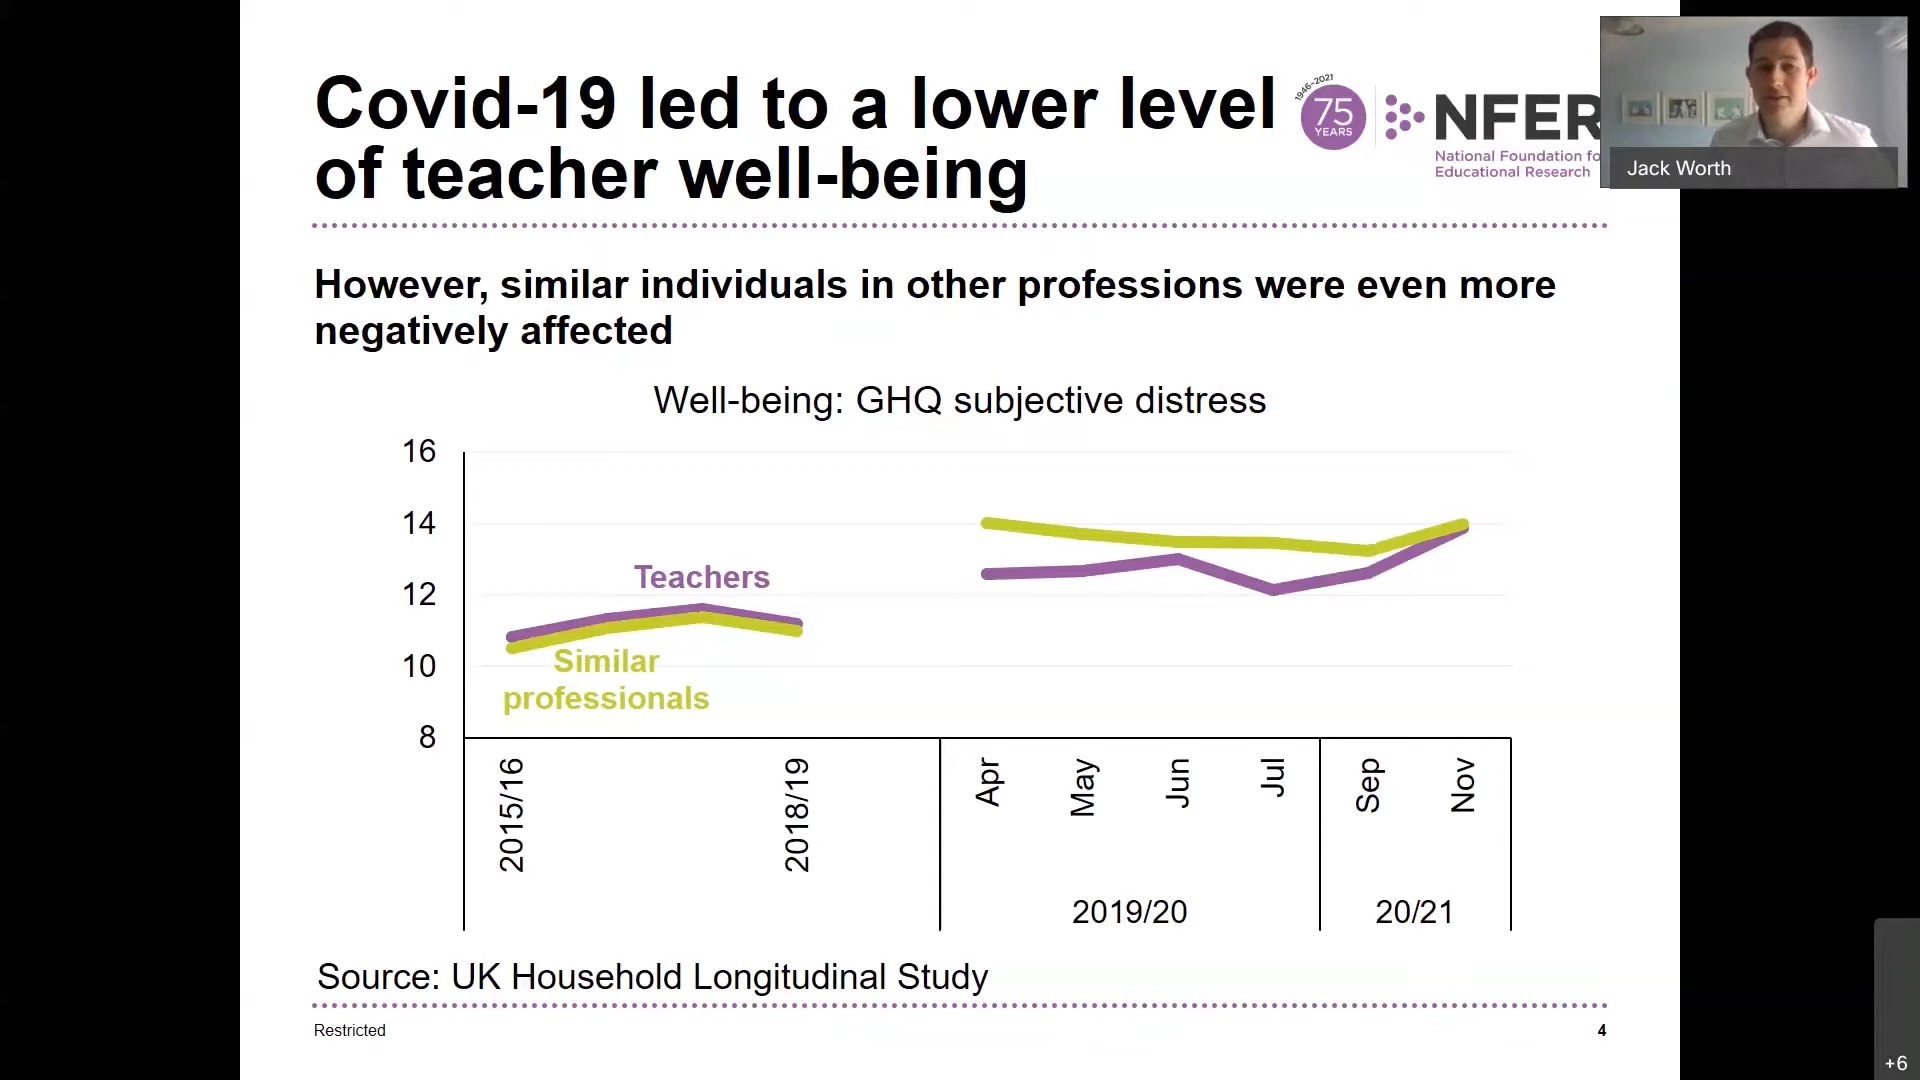 Covid-19 led to a lower level
of teacher well-being
1946-2021
75
YEARS
NFER
National Foundation fo
Educational Research
Jack Worth
However, similar individuals in other professions were even more
negatively affected
Well-being: GHQ subjective distress
16
14
12
10
8
Teachers
Similar
professionals
2015/16
2018/19
Apr
May
Jun
Jul
Sep
Nov
2019/20
20/21
Source: UK Household Longitudinal Study
Restricted
4
+6